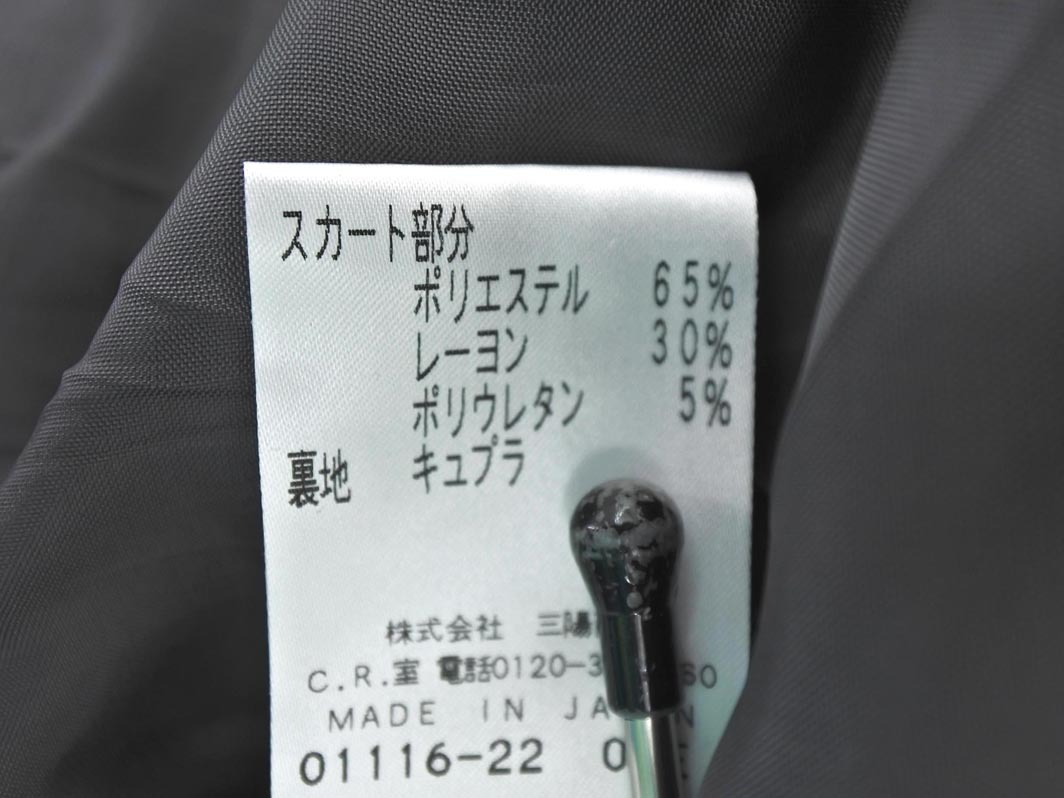 スカート部分
ポリエステル 65%
レーヨン 30%
ポリウレタン 5%
裏地 キュプラ
株式会社 三陽
C.R.室 電話0120-3 60
MADE IN JA N
01116-22 0